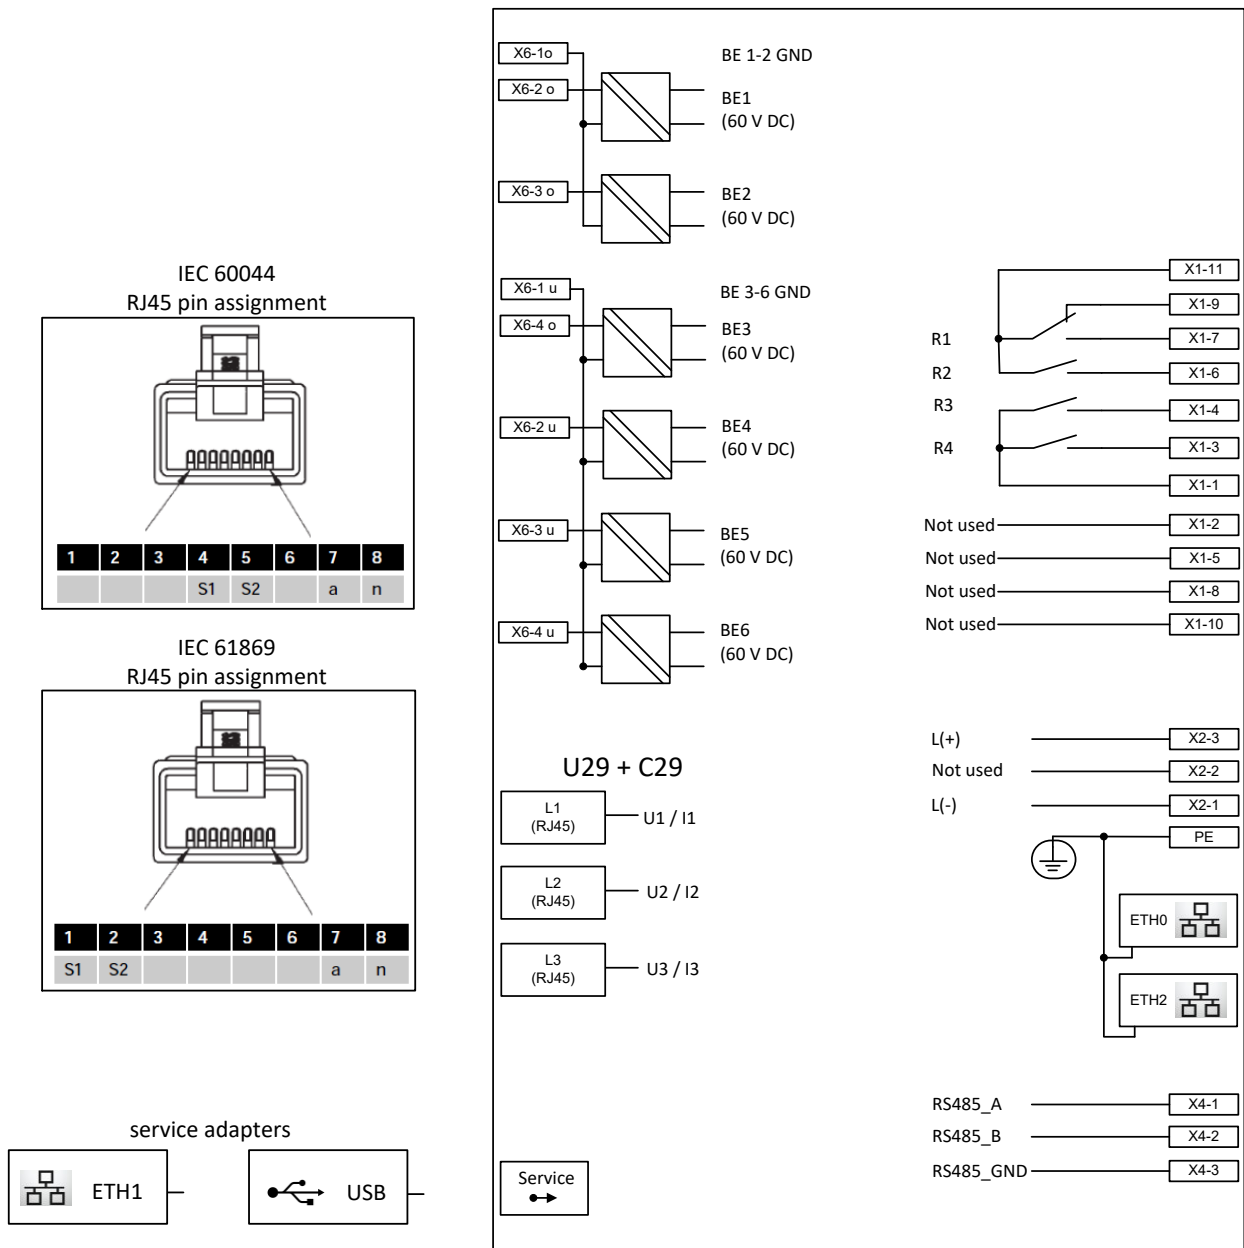 IEC 60044
RJ45 pin assignment
1 2 3 4 5 6 7 8
S1 S2 a n
IEC 61869
RJ45 pin assignment
1 2 3 4 5 6 7 8
S1 S2 a n
service adapters
ETH1
USB
X6-1o
BE 1-2 GND
X6-2 o
BE1
(60 V DC)
X6-3 o
BE2
(60 V DC)
X6-1 u
BE 3-6 GND
X6-4 o
BE3
(60 V DC)
X6-2 u
BE4
(60 V DC)
X6-3 u
BE5
(60 V DC)
X6-4 u
BE6
(60 V DC)
U29 + C29
L1
(RJ45)
U1 / I1
L2
(RJ45)
U2 / I2
L3
(RJ45)
U3 / I3
Service
X1-11
X1-9
R1
X1-7
R2
X1-6
R3
X1-4
R4
X1-3
X1-1
Not used
X1-2
Not used
X1-5
Not used
X1-8
Not used
X1-10
L(+)
X2-3
Not used
X2-2
L(-)
X2-1
PE
ETH0
ETH2
RS485_A
X4-1
RS485_B
X4-2
RS485_GND
X4-3